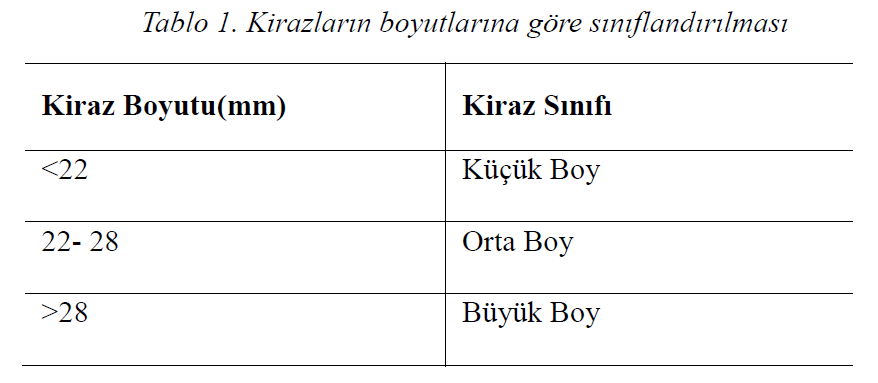 Tablo 1. Kirazların boyutlarına göre sınıflandırılması
Kiraz Boyutu(mm) Kiraz Sınıfı
<22 Küçük Boy
22- 28 Orta Boy
>28 Büyük Boy